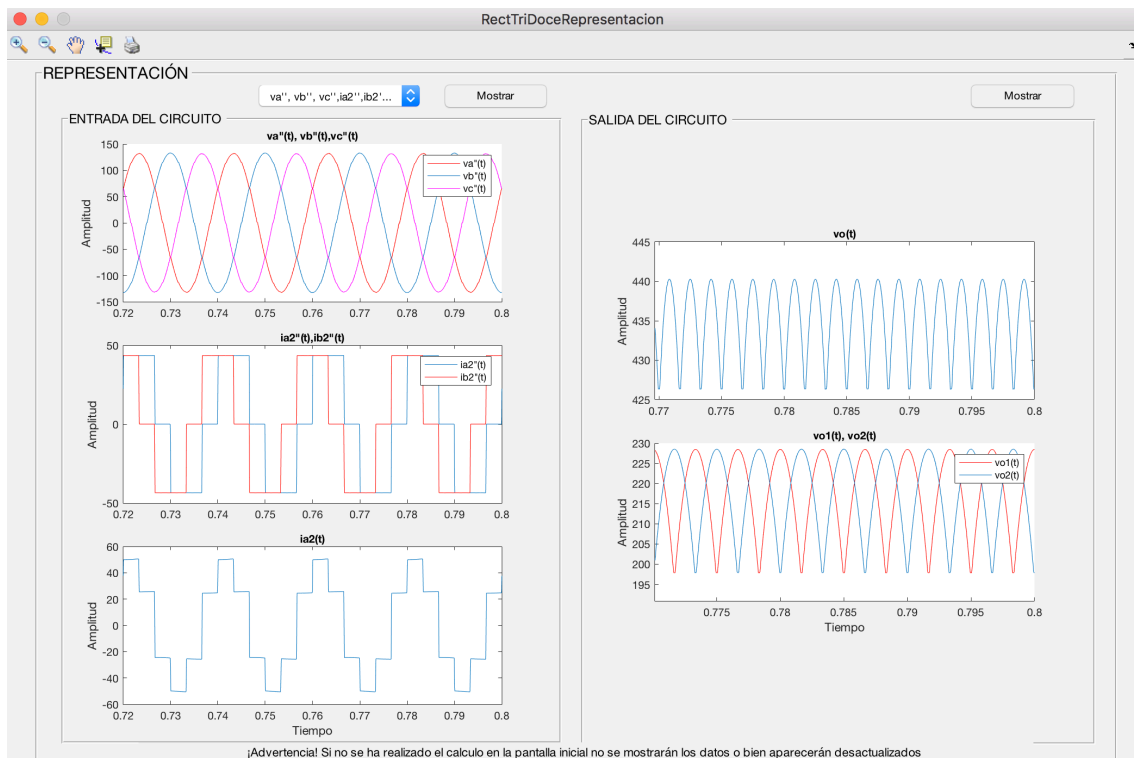 RectTriDoceRepresentacion
REPRESENTACIÓN
va'', vb'', vc'',ia2'',ib2'...
Mostrar
Mostrar
ENTRADA DEL CIRCUITO
va"(t), vb"(t),vc"(t)
150
100
50
0
-50
-100
-150
Amplitud
va"(t)
vb"(t)
vc"(t)
0.72 0.73 0.74 0.75 0.76 0.77 0.78 0.79 0.8
ia2"(t),ib2"(t)
50
0
-50
Amplitud
ia2"(t)
ib2"(t)
0.72 0.73 0.74 0.75 0.76 0.77 0.78 0.79 0.8
ia2(t)
60
40
20
0
-20
-40
-60
Amplitud
0.72 0.73 0.74 0.75 0.76 0.77 0.78 0.79 0.8
Tiempo
SALIDA DEL CIRCUITO
vo(t)
445
440
435
430
425
Amplitud
0.77 0.775 0.78 0.785 0.79 0.795 0.8
vo1(t), vo2(t)
230
225
220
215
210
205
200
195
Amplitud
vo1(t)
vo2(t)
0.775 0.78 0.785 0.79 0.795 0.8
Tiempo
¡Advertencia! Si no se ha realizado el calculo en la pantalla inicial no se mostrarán los datos o bien aparecerán desactualizados